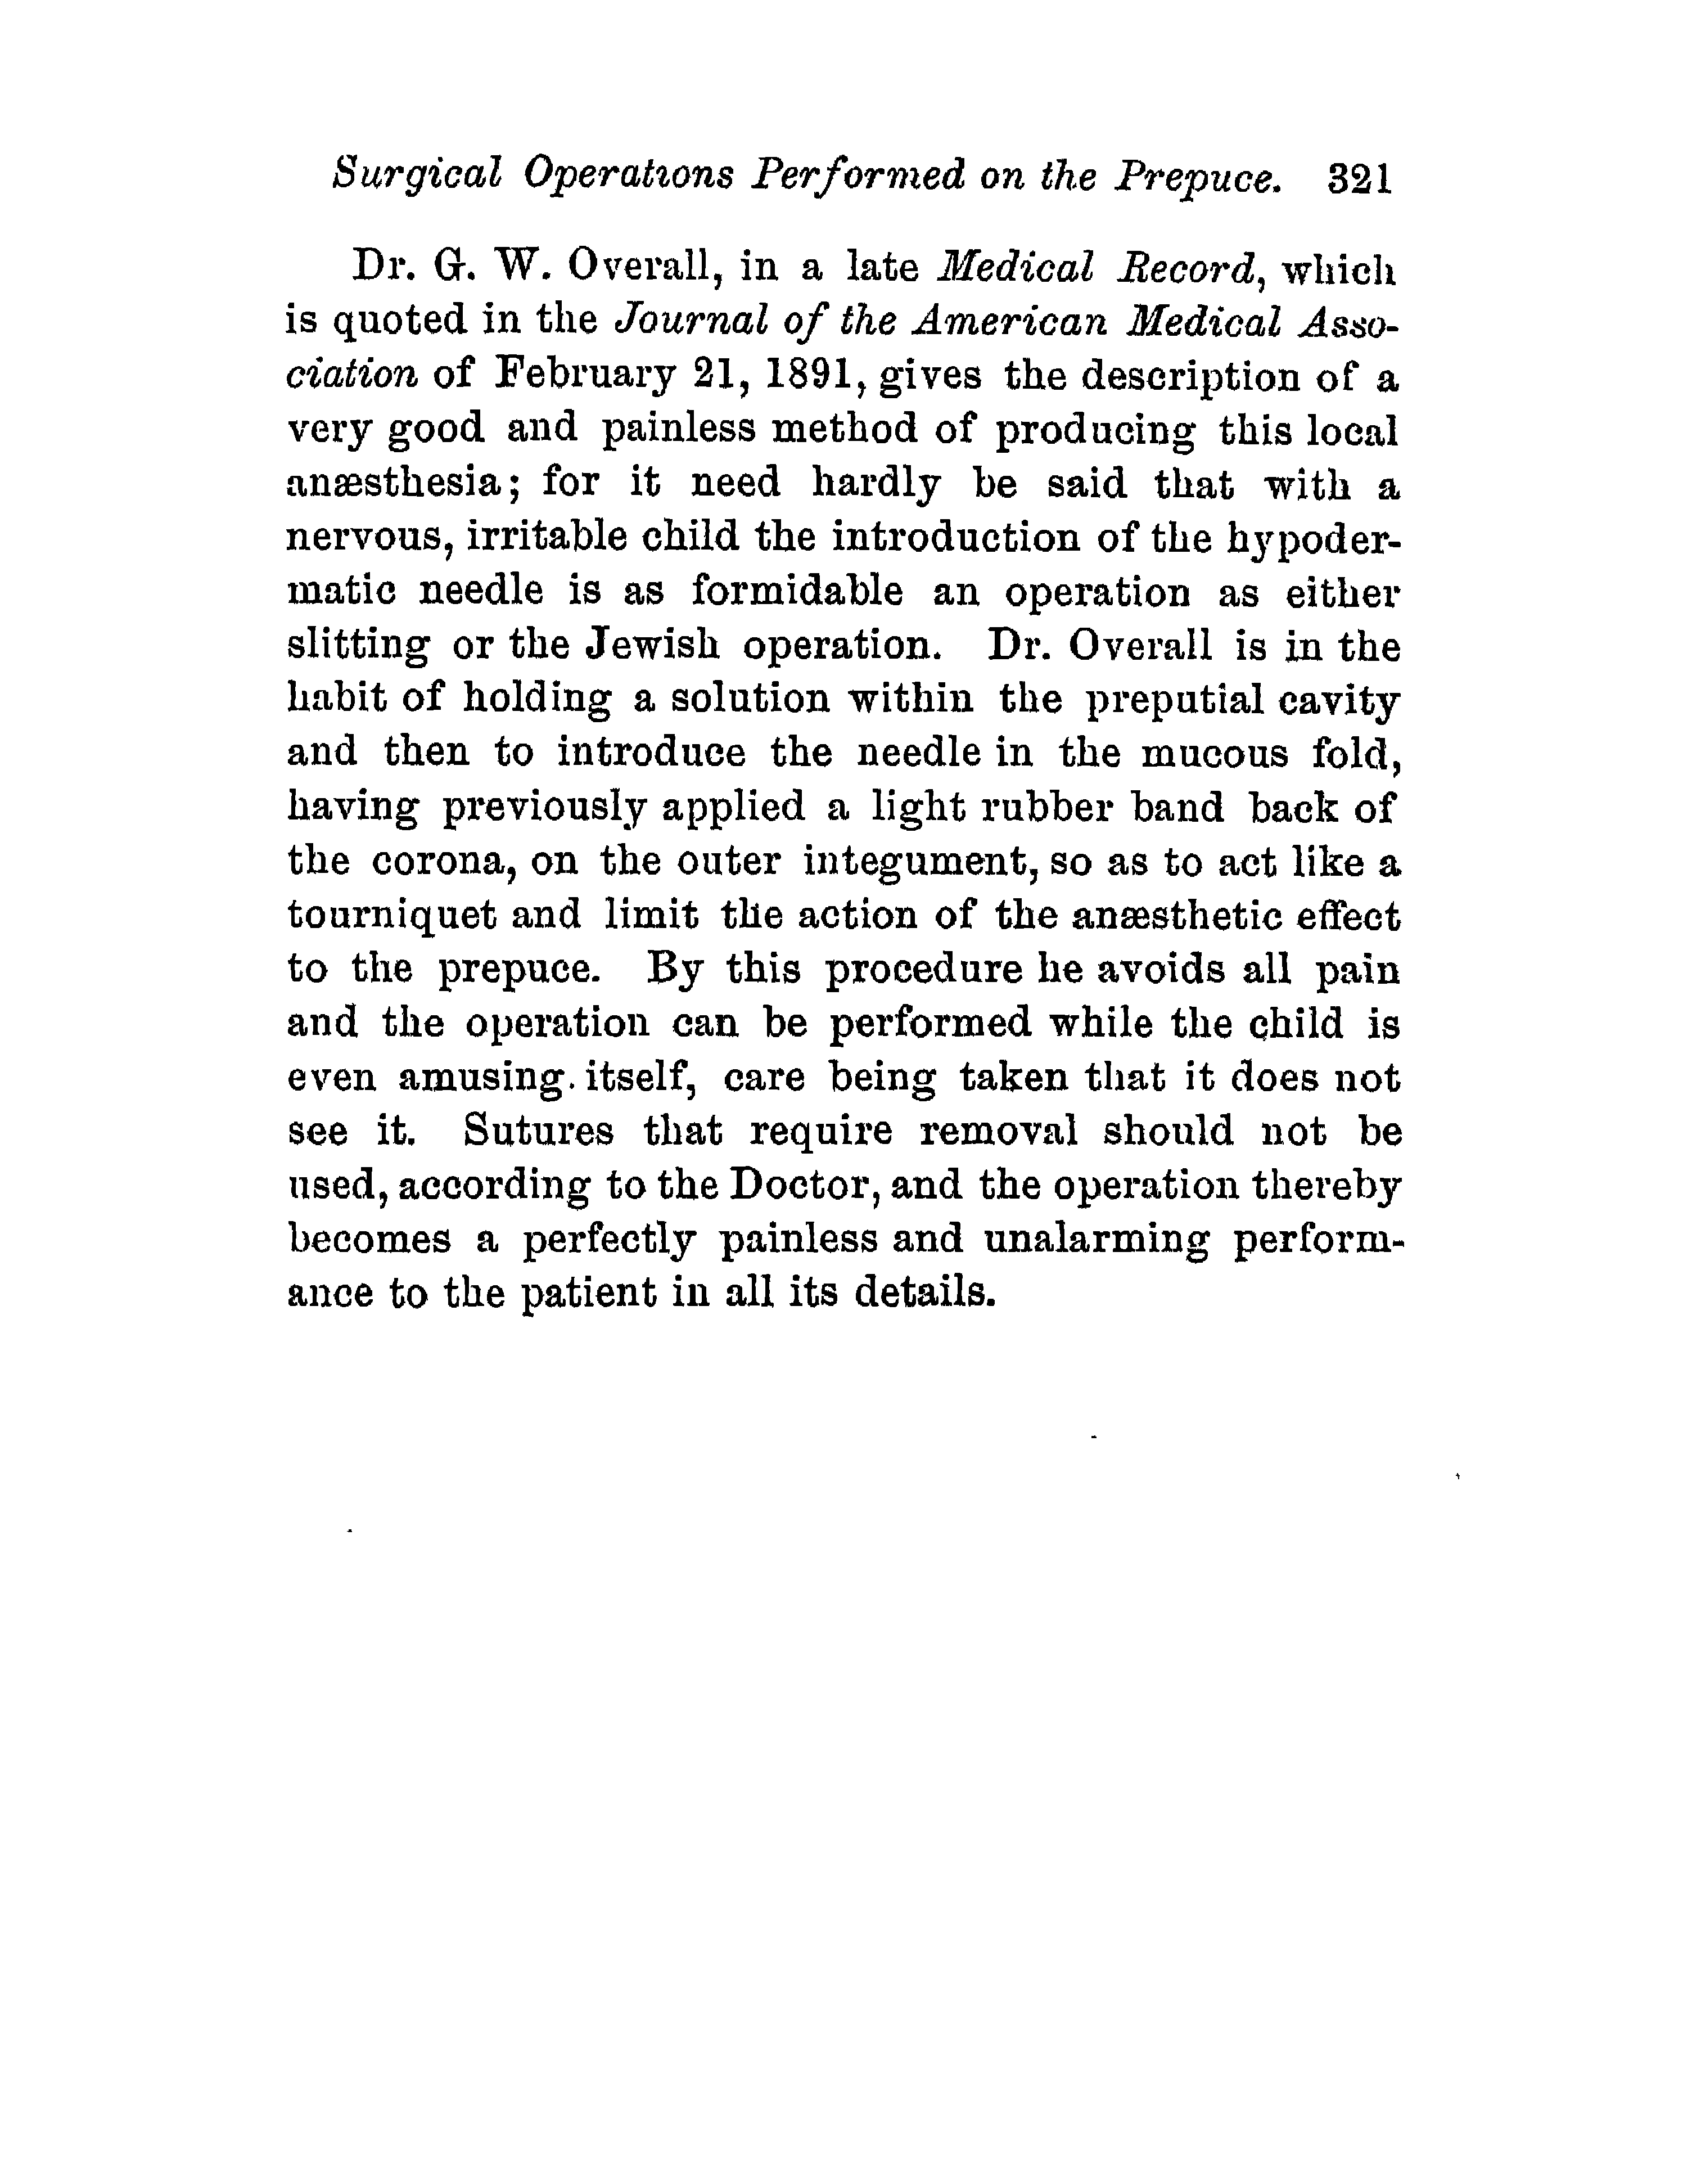 Surgical Operations Performed on the Prepuce. 321
Dr. G. W. Overall, in a late Medical Record, which
is quoted in the Journal of the American Medical Asso-
ciation of February 21, 1891, gives the description of a
very good and painless method of producing this local
anæsthesia; for it need hardly be said that with a
nervous, irritable child the introduction of the hypoder-
matic needle is as formidable an operation as either
slitting or the Jewish operation. Dr. Overall is in the
habit of holding a solution within the preputial cavity
and then to introduce the needle in the mucous fold,
having previously applied a light rubber band back of
the corona, on the outer integument, so as to act like a
tourniquet and limit the action of the anæsthetic effect
to the prepuce. By this procedure he avoids all pain
and the operation can be performed while the child is
even amusing. itself, care being taken that it does not
see it. Sutures that require removal should not be
used, according to the Doctor, and the operation thereby
becomes a perfectly painless and unalarming perform-
ance to the patient in all its details.